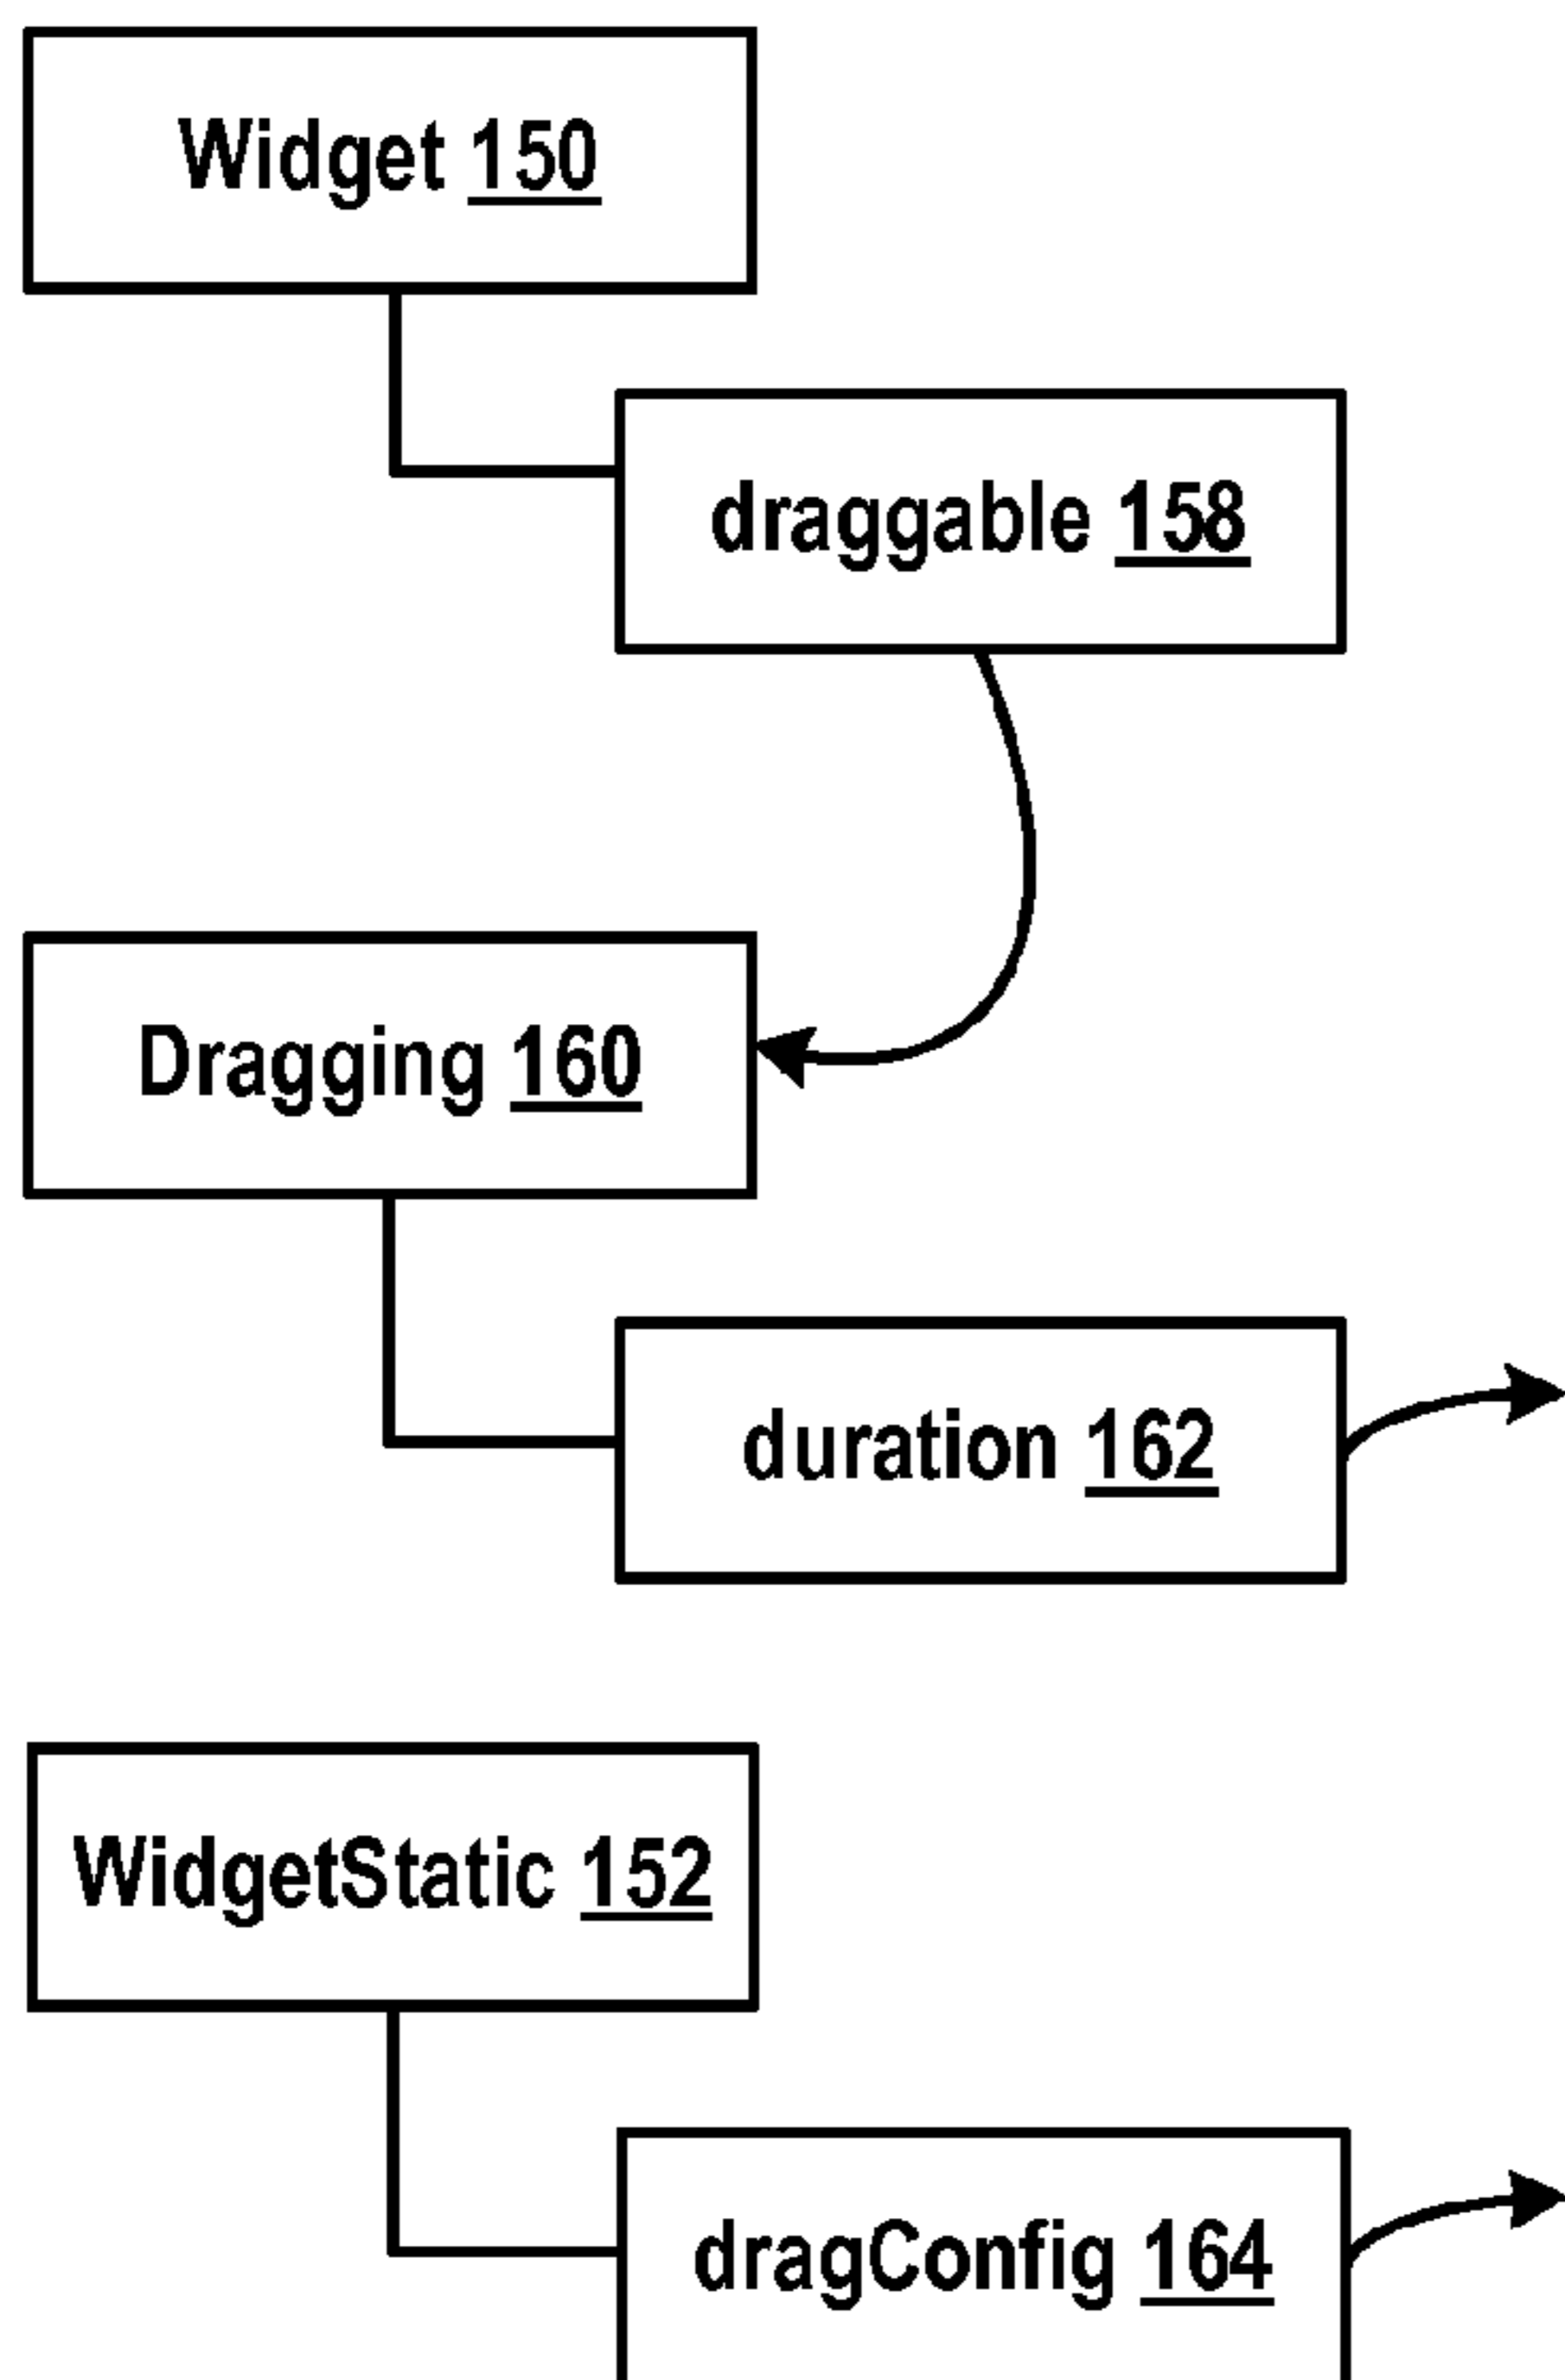 Widget 150
draggable 158
Dragging 160
duration 162
WidgetStatic 152
dragConfig 164